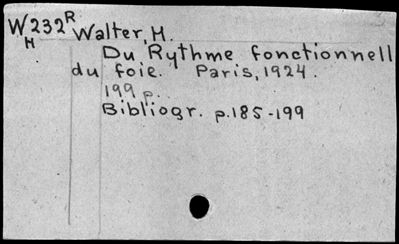 W232R Walter, H.
H
Du Rythme fonctionnell
du foie. Paris, 1924.
199 p.
Bibliogr. p.185-199